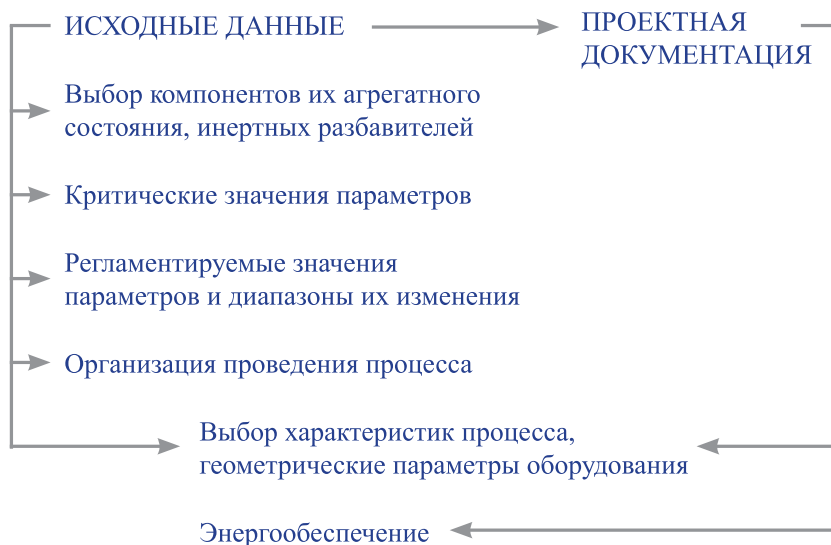 ИСХОДНЫЕ ДАННЫЕ
ПРОЕКТНАЯ
ДОКУМЕНТАЦИЯ
Выбор компонентов их агрегатного
состояния, инертных разбавителей
Критические значения параметров
Регламентируемые значения
параметров и диапазоны их изменения
Организация проведения процесса
Выбор характеристик процесса,
геометрические параметры оборудования
Энергообеспечение